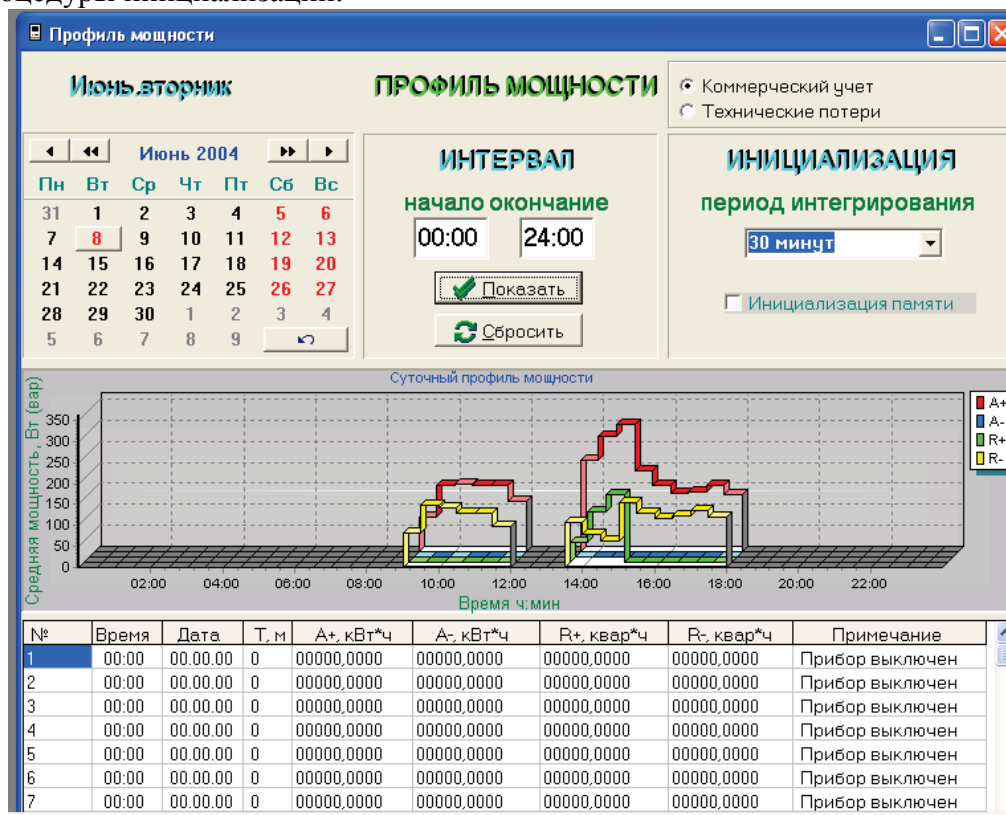 оцедуры инициализации.
Профиль мощности
Июнь.вторник
ПРОФИЛЬ МОЩНОСТИ
Коммерческий учет
Технические потери
Июнь 2004
Пн Вт Ср Чт Пт Сб Вс
31 1 2 3 4 5 6
7 8 9 10 11 12 13
14 15 16 17 18 19 20
21 22 23 24 25 26 27
28 29 30 1 2 3 4
5 6 7 8 9
ИНТЕРВАЛ
начало окончание
00:00 24:00
Показать
Сбросить
ИНИЦИАЛИЗАЦИЯ
период интегрирования
30 минут
Инициализация памяти
Суточный профиль мощности
Средняя мощность, Вт (вар)
350
300
250
200
150
100
50
0
02:00 04:00 06:00 08:00 10:00 12:00 14:00 16:00 18:00 20:00 22:00
Время ч:мин
A+
A-
R+
R-
№ Время Дата Т, м А+, кВт*ч А-, кВт*ч R+, квар*ч R-, квар*ч Примечание
1 00:00 00.00.00 0 00000,0000 00000,0000 00000,0000 00000,0000 Прибор выключен
2 00:00 00.00.00 0 00000,0000 00000,0000 00000,0000 00000,0000 Прибор выключен
3 00:00 00.00.00 0 00000,0000 00000,0000 00000,0000 00000,0000 Прибор выключен
4 00:00 00.00.00 0 00000,0000 00000,0000 00000,0000 00000,0000 Прибор выключен
5 00:00 00.00.00 0 00000,0000 00000,0000 00000,0000 00000,0000 Прибор выключен
6 00:00 00.00.00 0 00000,0000 00000,0000 00000,0000 00000,0000 Прибор выключен
7 00:00 00.00.00 0 00000,0000 00000,0000 00000,0000 00000,0000 Прибор выключен